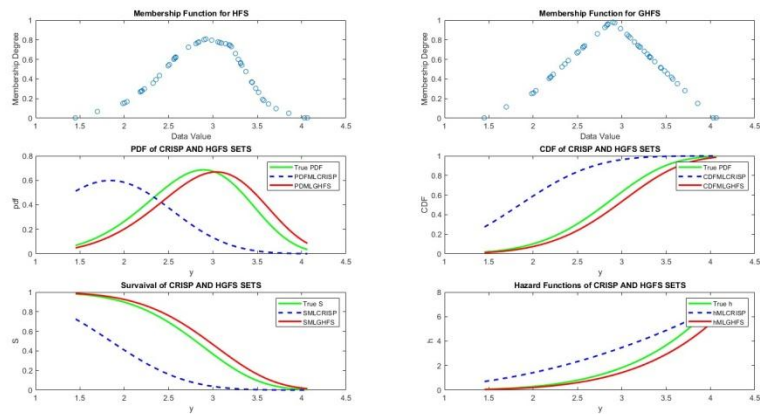 Membership Function for HFS
Membership Degree
1
0.8
0.6
0.4
0.2
0
1 1.5 2 2.5 3 3.5 4 4.5
Data Value
Membership Function for GHFS
Membership Degree
1
0.8
0.6
0.4
0.2
0
1 1.5 2 2.5 3 3.5 4 4.5
Data Value
PDF of CRISP AND HGFS SETS
pdf
0.8
0.6
0.4
0.2
0
True PDF
PDFMLCRISP
PDMLGHFS
1 1.5 2 2.5 3 3.5 4 4.5
y
CDF of CRISP AND HGFS SETS
CDF
1
0.8
0.6
0.4
0.2
0
True PDF
CDFMLCRISP
CDFMLGHFS
1 1.5 2 2.5 3 3.5 4 4.5
y
Survaival of CRISP AND HGFS SETS
S
1
0.8
0.6
0.4
0.2
0
True S
SMLCRISP
SMLGHFS
1 1.5 2 2.5 3 3.5 4 4.5
y
Hazard Functions of CRISP AND HGFS SETS
h
8
6
4
2
0
True h
hMLCRISP
hMLGHFS
1 1.5 2 2.5 3 3.5 4 4.5
y